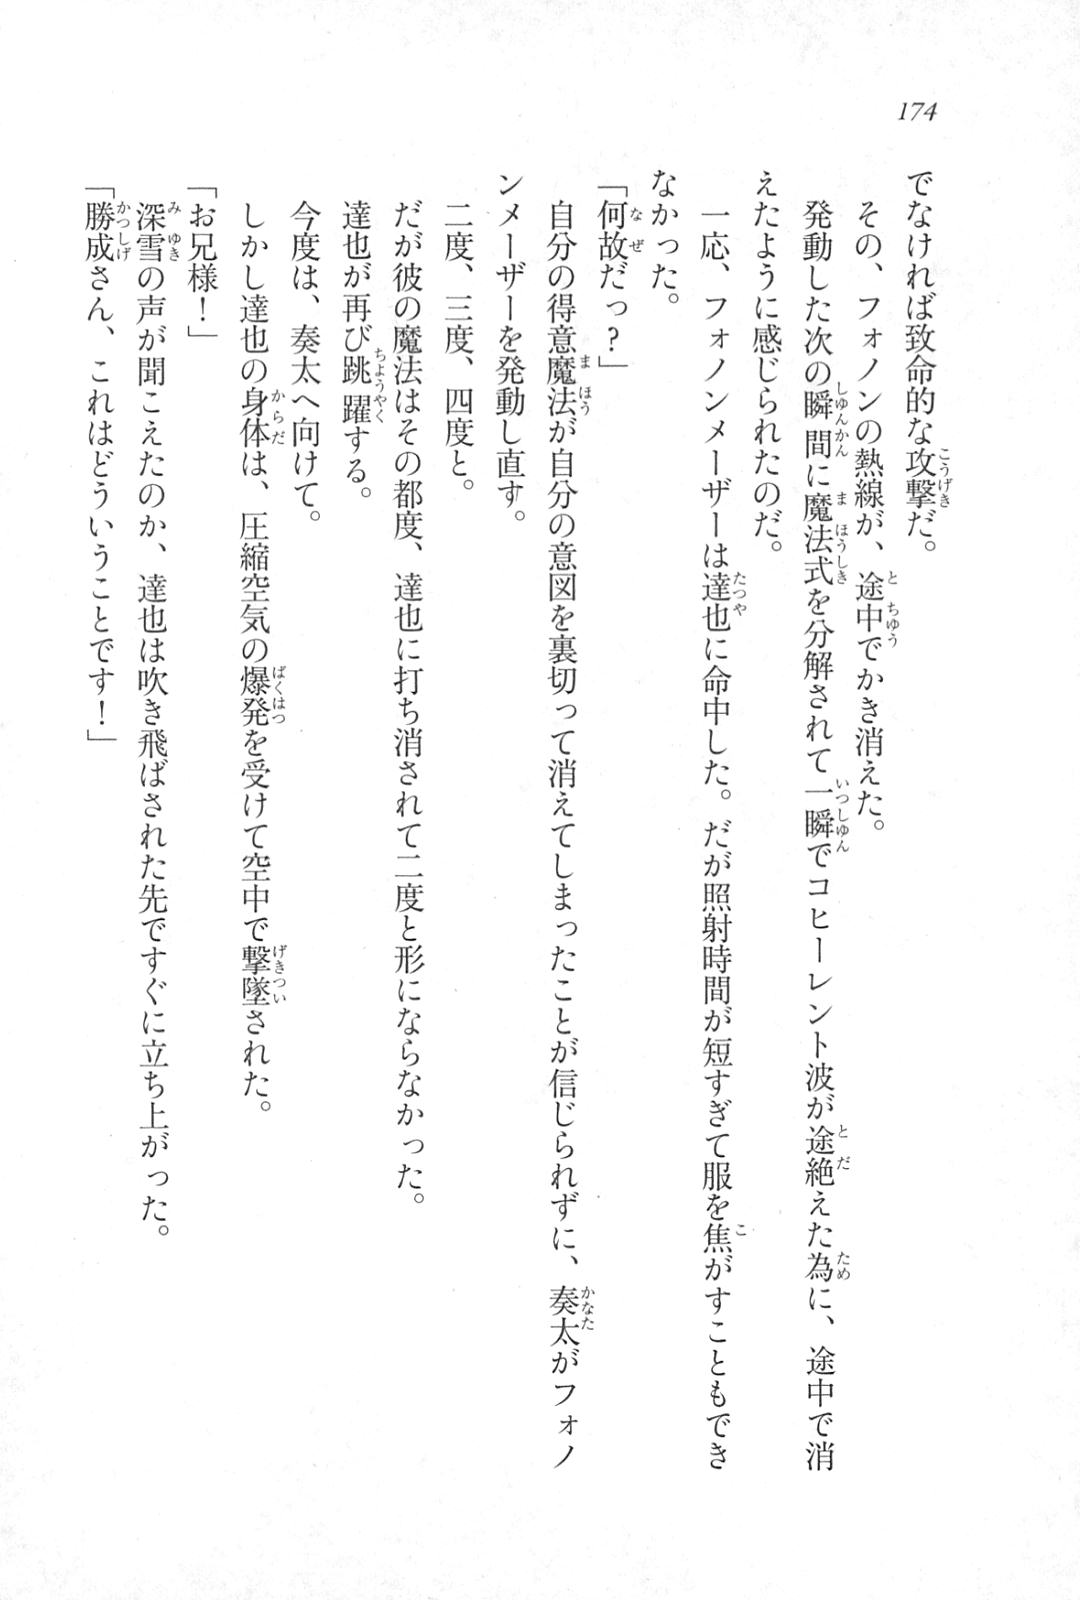 174
でなければ致命的な攻撃だ。
その、フォノンの熱線が、途中でかき消えた。
発動した次の瞬間に魔法式を分解されて一瞬でコヒーレント波が途絶えた為に、途中で消
えたように感じられたのだ。
一応、フォノンメーザーは達也に命中した。だが照射時間が短すぎて服を焦がすこともでき
なかった。
「何故だっ?」
自分の得意魔法が自分の意図を裏切って消えてしまったことが信じられずに、奏太がフォノ
ンメーザーを発動し直す。
二度、三度、四度と。
だが彼の魔法はその都度、達也に打ち消されて二度と形にならなかった。
達也が再び跳躍する。
今度は、奏太へ向けて。
しかし達也の身体は、圧縮空気の爆発を受けて空中で撃墜された。
「お兄様!」
深雪の声が聞こえたのか、達也は吹き飛ばされた先ですぐに立ち上がった。
「勝成さん、これはどういうことです!」